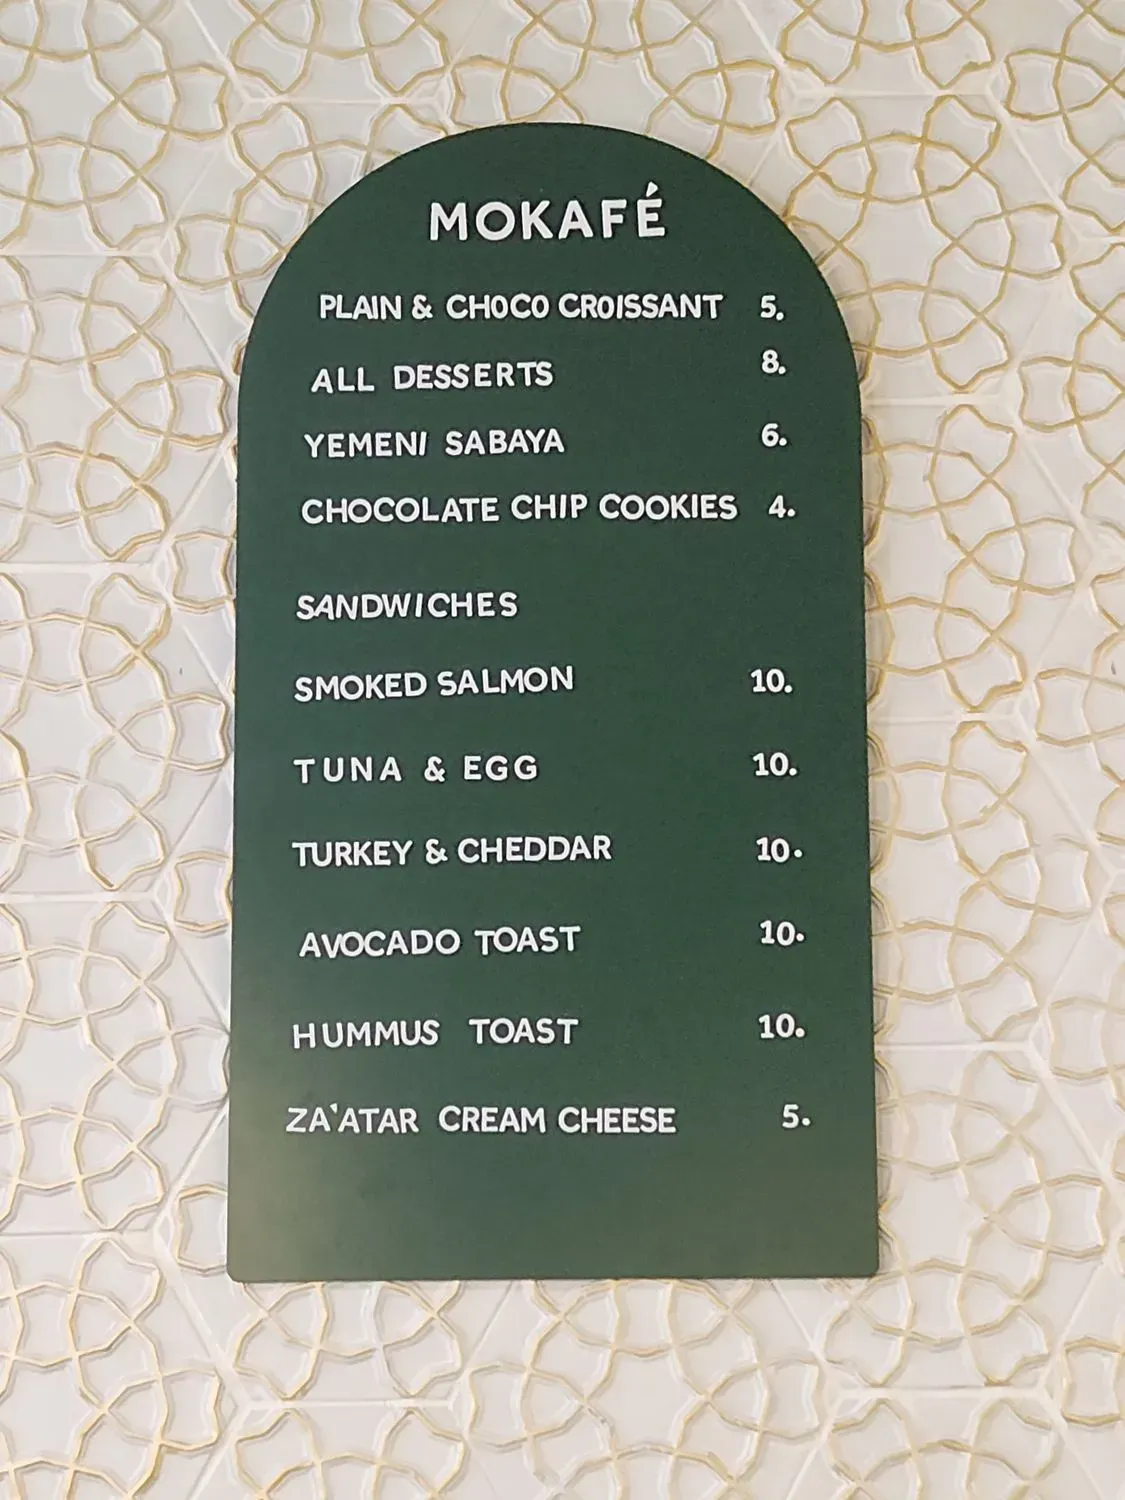 MOKAFÉ
PLAIN & CHOCO CROISSANT 5.
ALL DESSERTS 8.
YEMENI SABAYA 6.
CHOCOLATE CHIP COOKIES 4.
SANDWICHES
SMOKED SALMON 10.
TUNA & EGG 10.
TURKEY & CHEDDAR 10.
AVOCADO TOAST 10.
HUMMUS TOAST 10.
ZA'ATAR CREAM CHEESE 5.